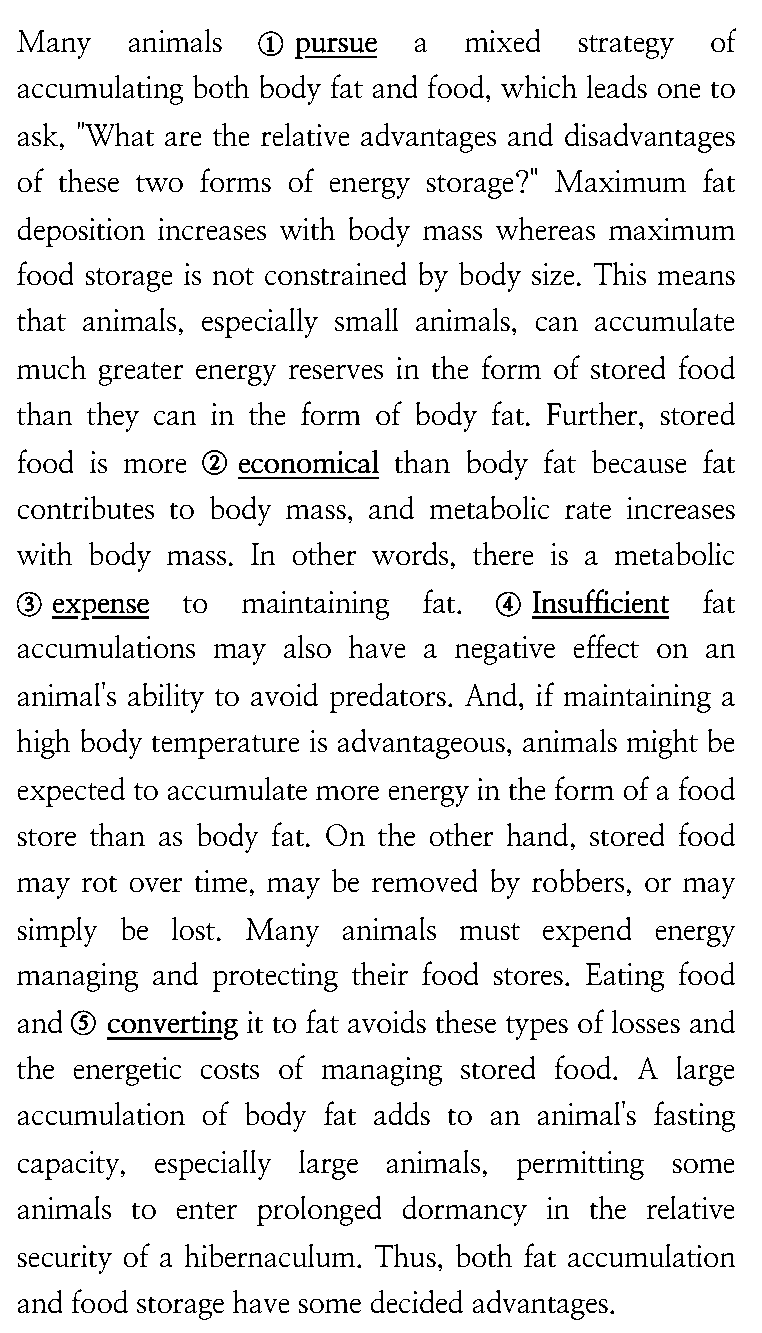 Many animals ① pursue a mixed strategy of
accumulating both body fat and food, which leads one to
ask, "What are the relative advantages and disadvantages
of these two forms of energy storage?" Maximum fat
deposition increases with body mass whereas maximum
food storage is not constrained by body size. This means
that animals, especially small animals, can accumulate
much greater energy reserves in the form of stored food
than they can in the form of body fat. Further, stored
food is more ② economical than body fat because fat
contributes to body mass, and metabolic rate increases
with body mass. In other words, there is a metabolic
③ expense to maintaining fat. ④ Insufficient fat
accumulations may also have a negative effect on an
animal's ability to avoid predators. And, if maintaining a
high body temperature is advantageous, animals might be
expected to accumulate more energy in the form of a food
store than as body fat. On the other hand, stored food
may rot over time, may be removed by robbers, or may
simply be lost. Many animals must expend energy
managing and protecting their food stores. Eating food
and ⑤ converting it to fat avoids these types of losses and
the energetic costs of managing stored food. A large
accumulation of body fat adds to an animal's fasting
capacity, especially large animals, permitting some
animals to enter prolonged dormancy in the relative
security of a hibernaculum. Thus, both fat accumulation
and food storage have some decided advantages.